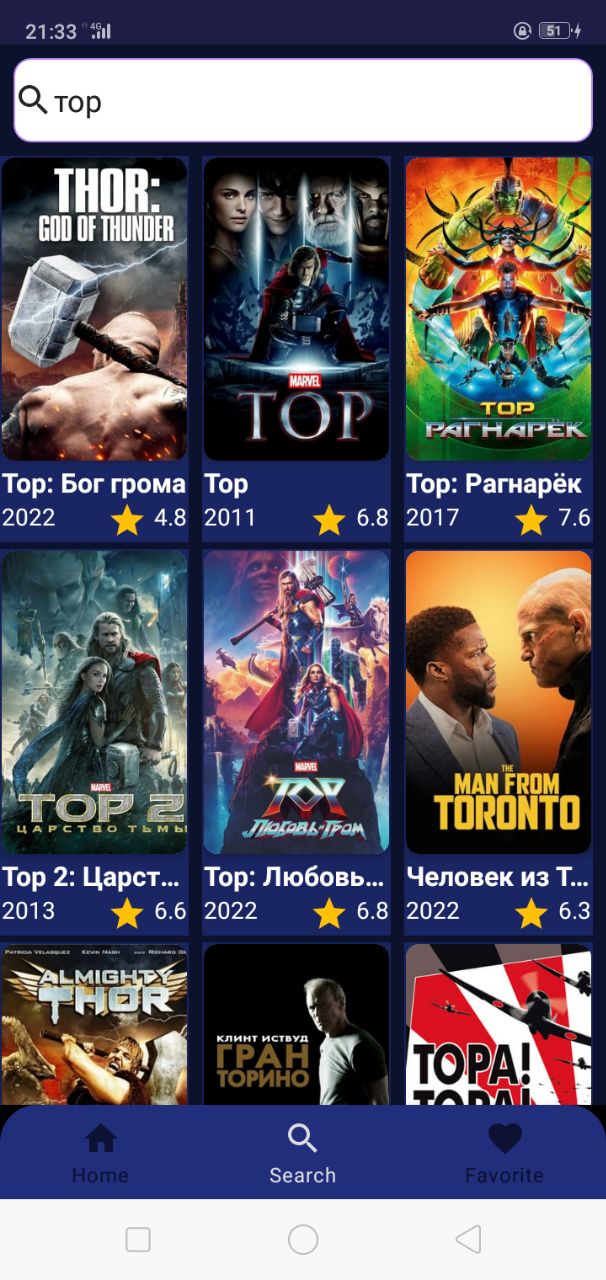 21:33 4G 51
тор
THOR:
GOD OF THUNDER
MARVEL
ТОР
ТОР
РАГНАРЁК
Тор: Бог грома
2022 4.8
Тор
2011 6.8
Тор: Рагнарёк
2017 7.6
MARVEL
ТОР 2
ЦАРСТВО ТЬМЫ
MARVEL
ТОР
ЛЮБОВЬ И ГРОМ
THE
MAN FROM
TORONTO
Тор 2: Царст...
2013 6.6
Тор: Любовь...
2022 6.8
Человек из Т...
2022 6.3
PATRICIA VELASQUEZ KEVIN NASH AND RICHARD
ALMIGHTY
THOR
КЛИНТ ИСТВУД
ГРАН
ТОРИНО
ТОРА!
ТОРА!
Home
Search
Favorite